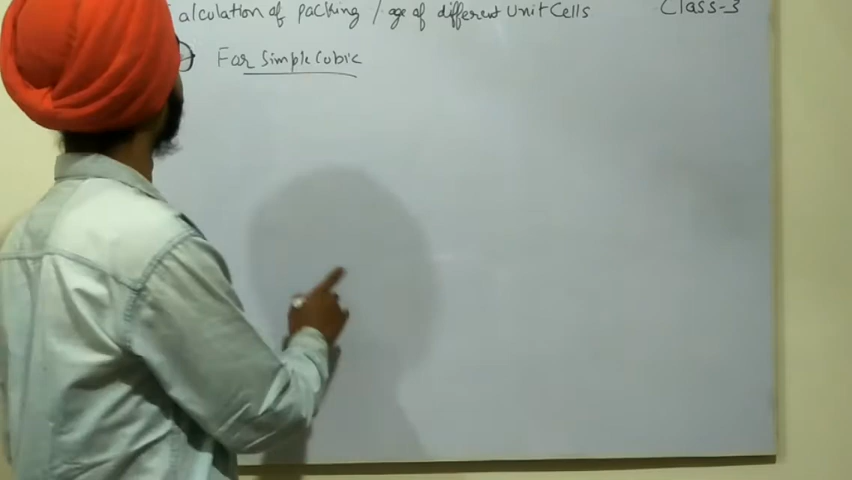 alculation of packing / age of different Unit Cells Class-3
For Simple Cubic